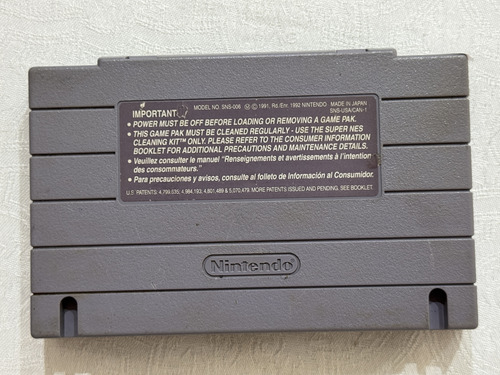 IMPORTANT: MODEL NO. SNS-006 Ⓜ © 1991, Rd./Enr. 1992 NINTENDO MADE IN JAPAN
SNS-USA/CAN-1
• POWER MUST BE OFF BEFORE LOADING OR REMOVING A GAME PAK.
• THIS GAME PAK MUST BE CLEANED REGULARLY - USE THE SUPER NES
CLEANING KIT™ ONLY. PLEASE REFER TO THE CONSUMER INFORMATION
BOOKLET FOR ADDITIONAL PRECAUTIONS AND MAINTENANCE DETAILS.
• Veuillez consulter le manuel "Renseignements et avertissements à l'intention
des consommateurs."
• Para precauciones y avisos, consulte al folleto de Información al Consumidor.
U.S. PATENTS: 4,799,635; 4,984,193; 4,801,489 & 5,070,479. MORE PATENTS ISSUED AND PENDING. SEE BOOKLET.
Nintendo